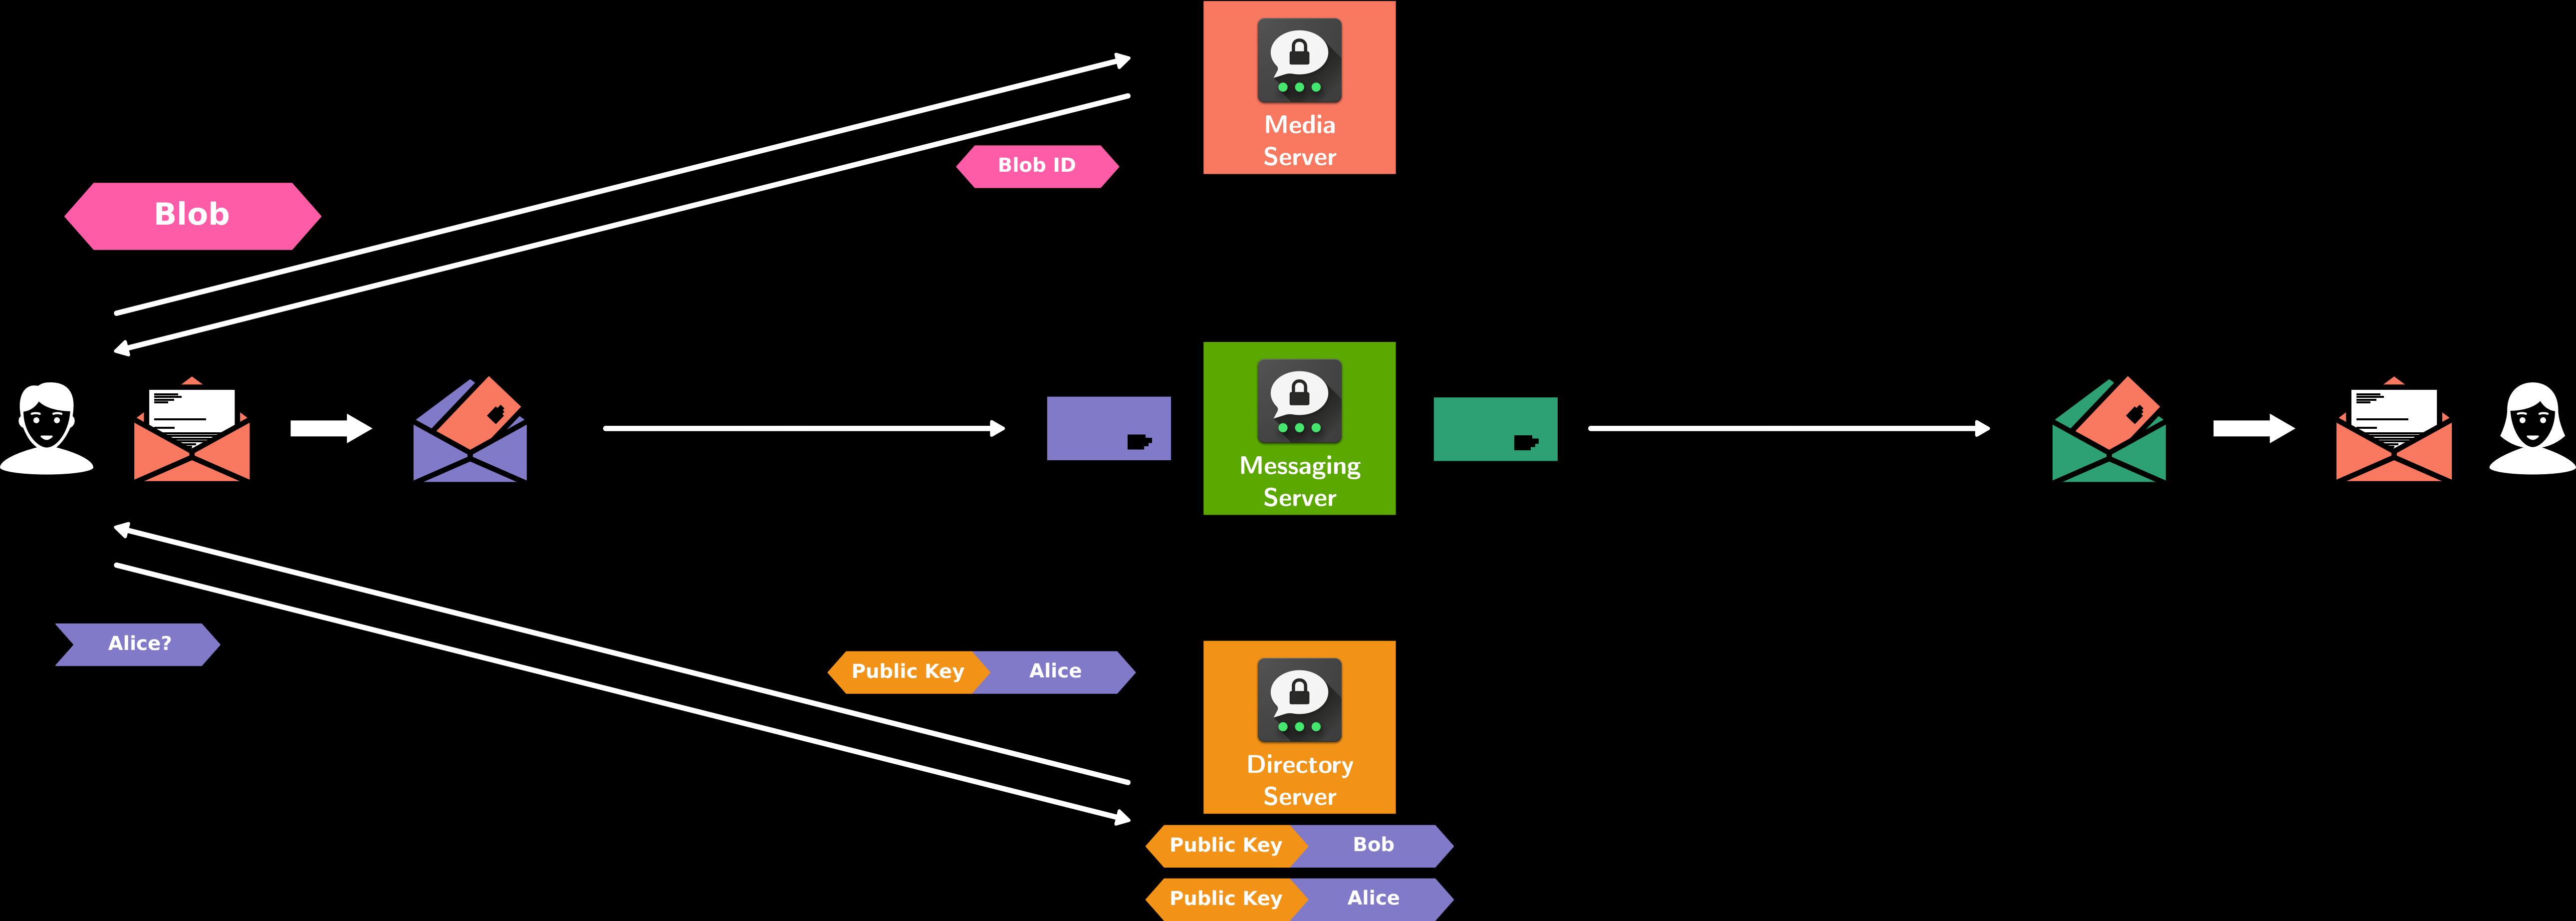 Media
Server
Blob ID
Blob
Messaging
Server
Alice?
Public Key Alice
Directory
Server
Public Key Bob
Public Key Alice